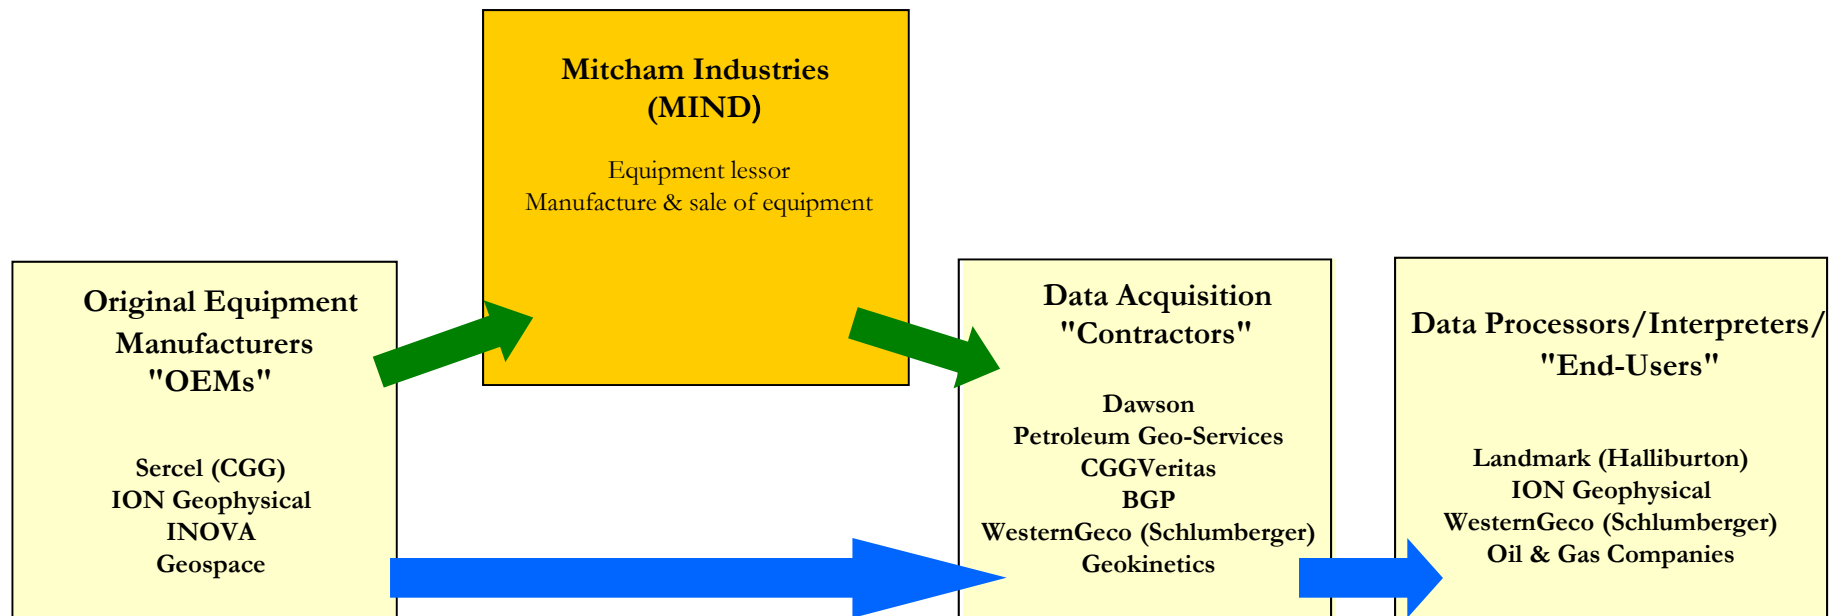 Mitcham Industries
(MIND)
Equipment lessor
Manufacture & sale of equipment
Original Equipment
Manufacturers
"OEMs"
Sercel (CGG)
ION Geophysical
INOVA
Geospace
Data Acquisition
"Contractors"
Dawson
Petroleum Geo-Services
CGGVeritas
BGP
WesternGeco (Schlumberger)
Geokinetics
Data Processors/Interpreters/
"End-Users"
Landmark (Halliburton)
ION Geophysical
WesternGeco (Schlumberger)
Oil & Gas Companies